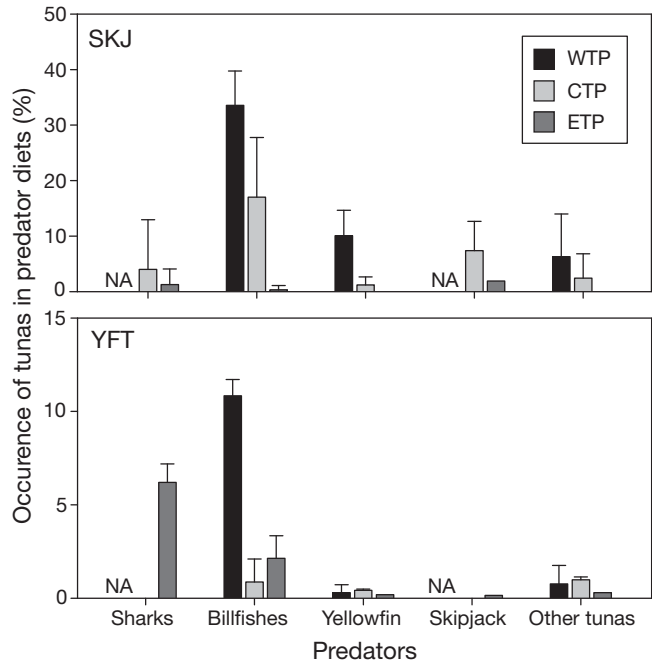 Occurence of tunas in predator diets (%)
SKJ
WTP
CTP
ETP
50
40
30
20
10
0
NA
NA
YFT
15
10
5
0
NA
NA
Sharks
Billfishes
Yellowfin
Skipjack
Other tunas
Predators